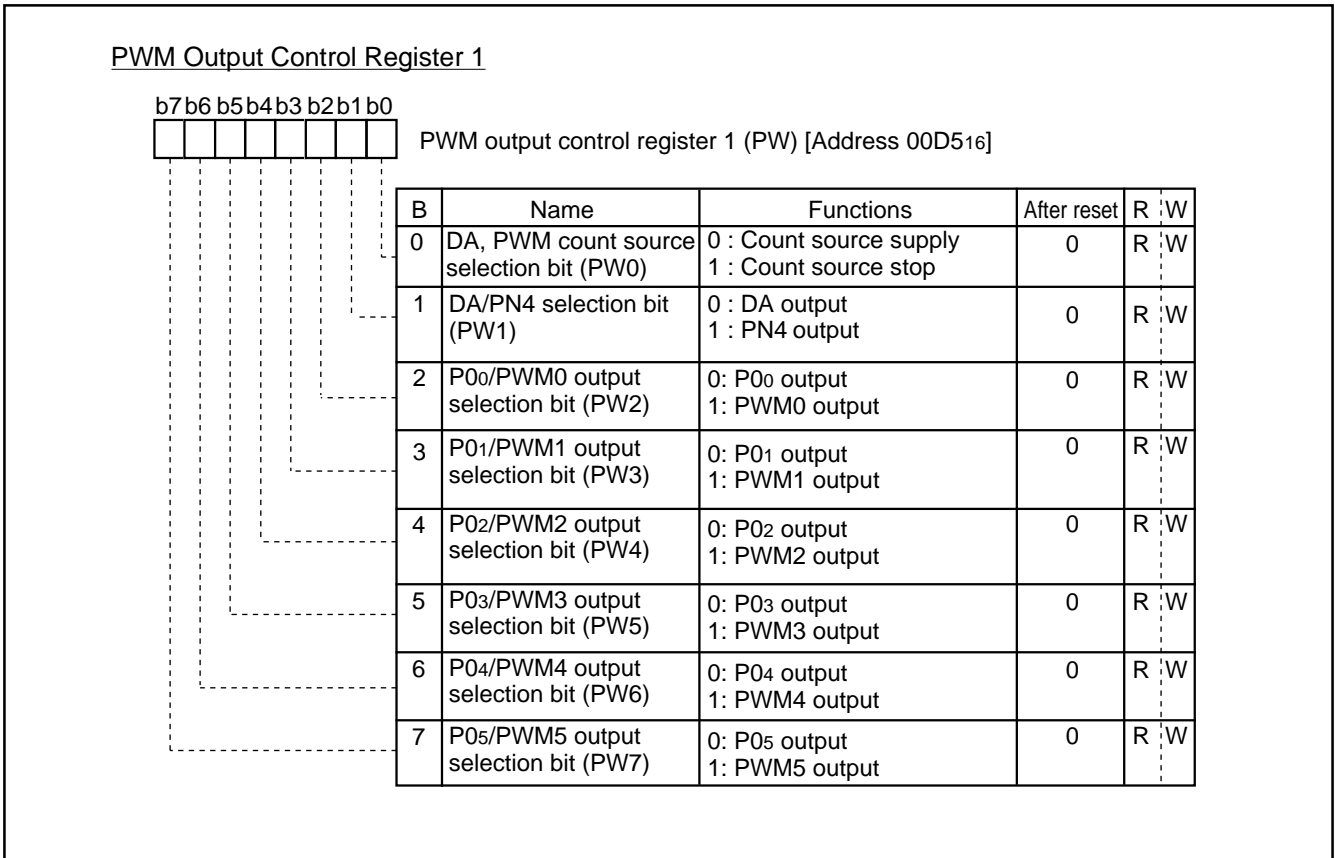 PWM Output Control Register 1
b7 b6 b5 b4 b3 b2 b1 b0
PWM output control register 1 (PW) [Address 00D516]
B Name Functions After reset R W
0 DA, PWM count source selection bit (PW0) 0 : Count source supply 1 : Count source stop 0 R W
1 DA/PN4 selection bit (PW1) 0 : DA output 1 : PN4 output 0 R W
2 P00/PWM0 output selection bit (PW2) 0: P00 output 1: PWM0 output 0 R W
3 P01/PWM1 output selection bit (PW3) 0: P01 output 1: PWM1 output 0 R W
4 P02/PWM2 output selection bit (PW4) 0: P02 output 1: PWM2 output 0 R W
5 P03/PWM3 output selection bit (PW5) 0: P03 output 1: PWM3 output 0 R W
6 P04/PWM4 output selection bit (PW6) 0: P04 output 1: PWM4 output 0 R W
7 P05/PWM5 output selection bit (PW7) 0: P05 output 1: PWM5 output 0 R W